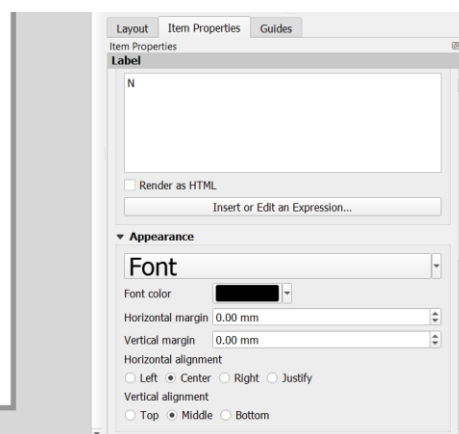 Layout Item Properties Guides
Item Properties
Label
N
Render as HTML
Insert or Edit an Expression...
Appearance
Font
Font color
Horizontal margin 0.00 mm
Vertical margin 0.00 mm
Horizontal alignment
Left Center Right Justify
Vertical alignment
Top Middle Bottom